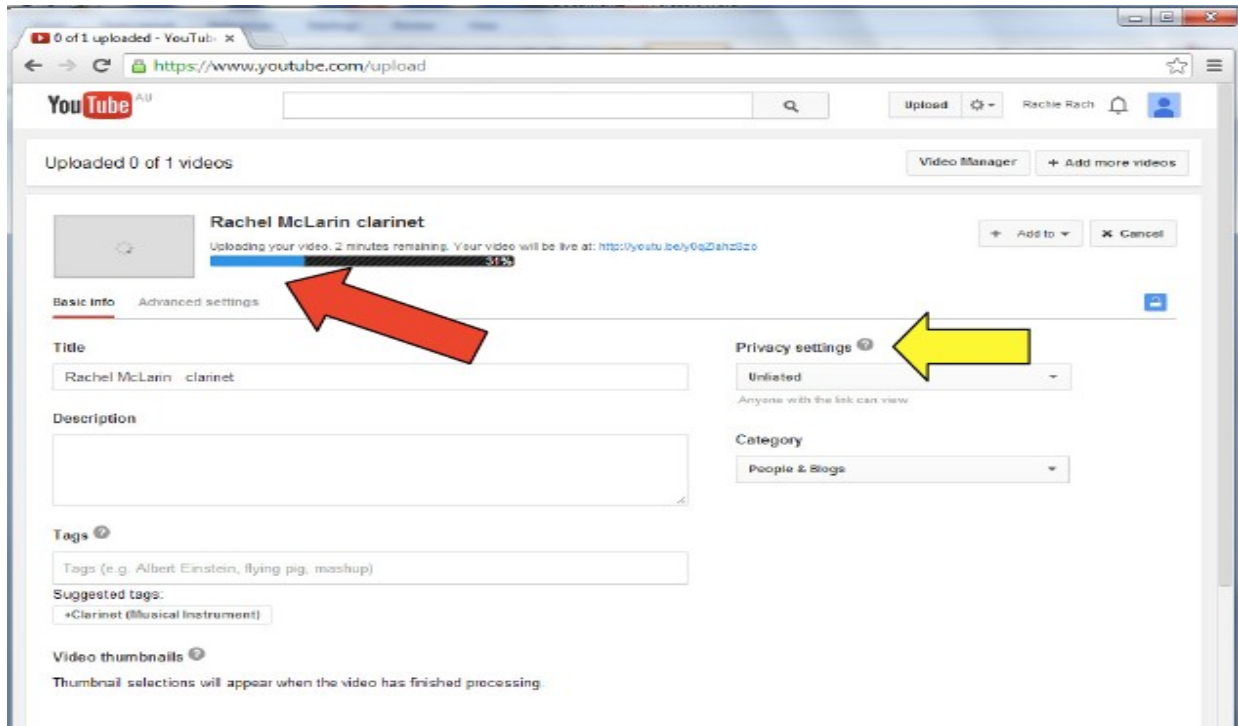 0 of 1 uploaded - YouTub
https://www.youtube.com/upload
YouTube AU
Upload
Rachie Rach
Uploaded 0 of 1 videos
Video Manager
+ Add more videos
Rachel McLarin clarinet
Uploading your video. 2 minutes remaining. Your video will be live at:
31%
+ Add to
Cancel
Basic info Advanced settings
Title
Privacy settings
Rachel McLarin clarinet
Unlisted
Anyone with the link can view
Description
Category
People & Blogs
Tags
Tags (e.g. Albert Einstein, flying pig, mashup)
Suggested tags:
+Clarinet (Musical Instrument)
Video thumbnails
Thumbnail selections will appear when the video has finished processing.